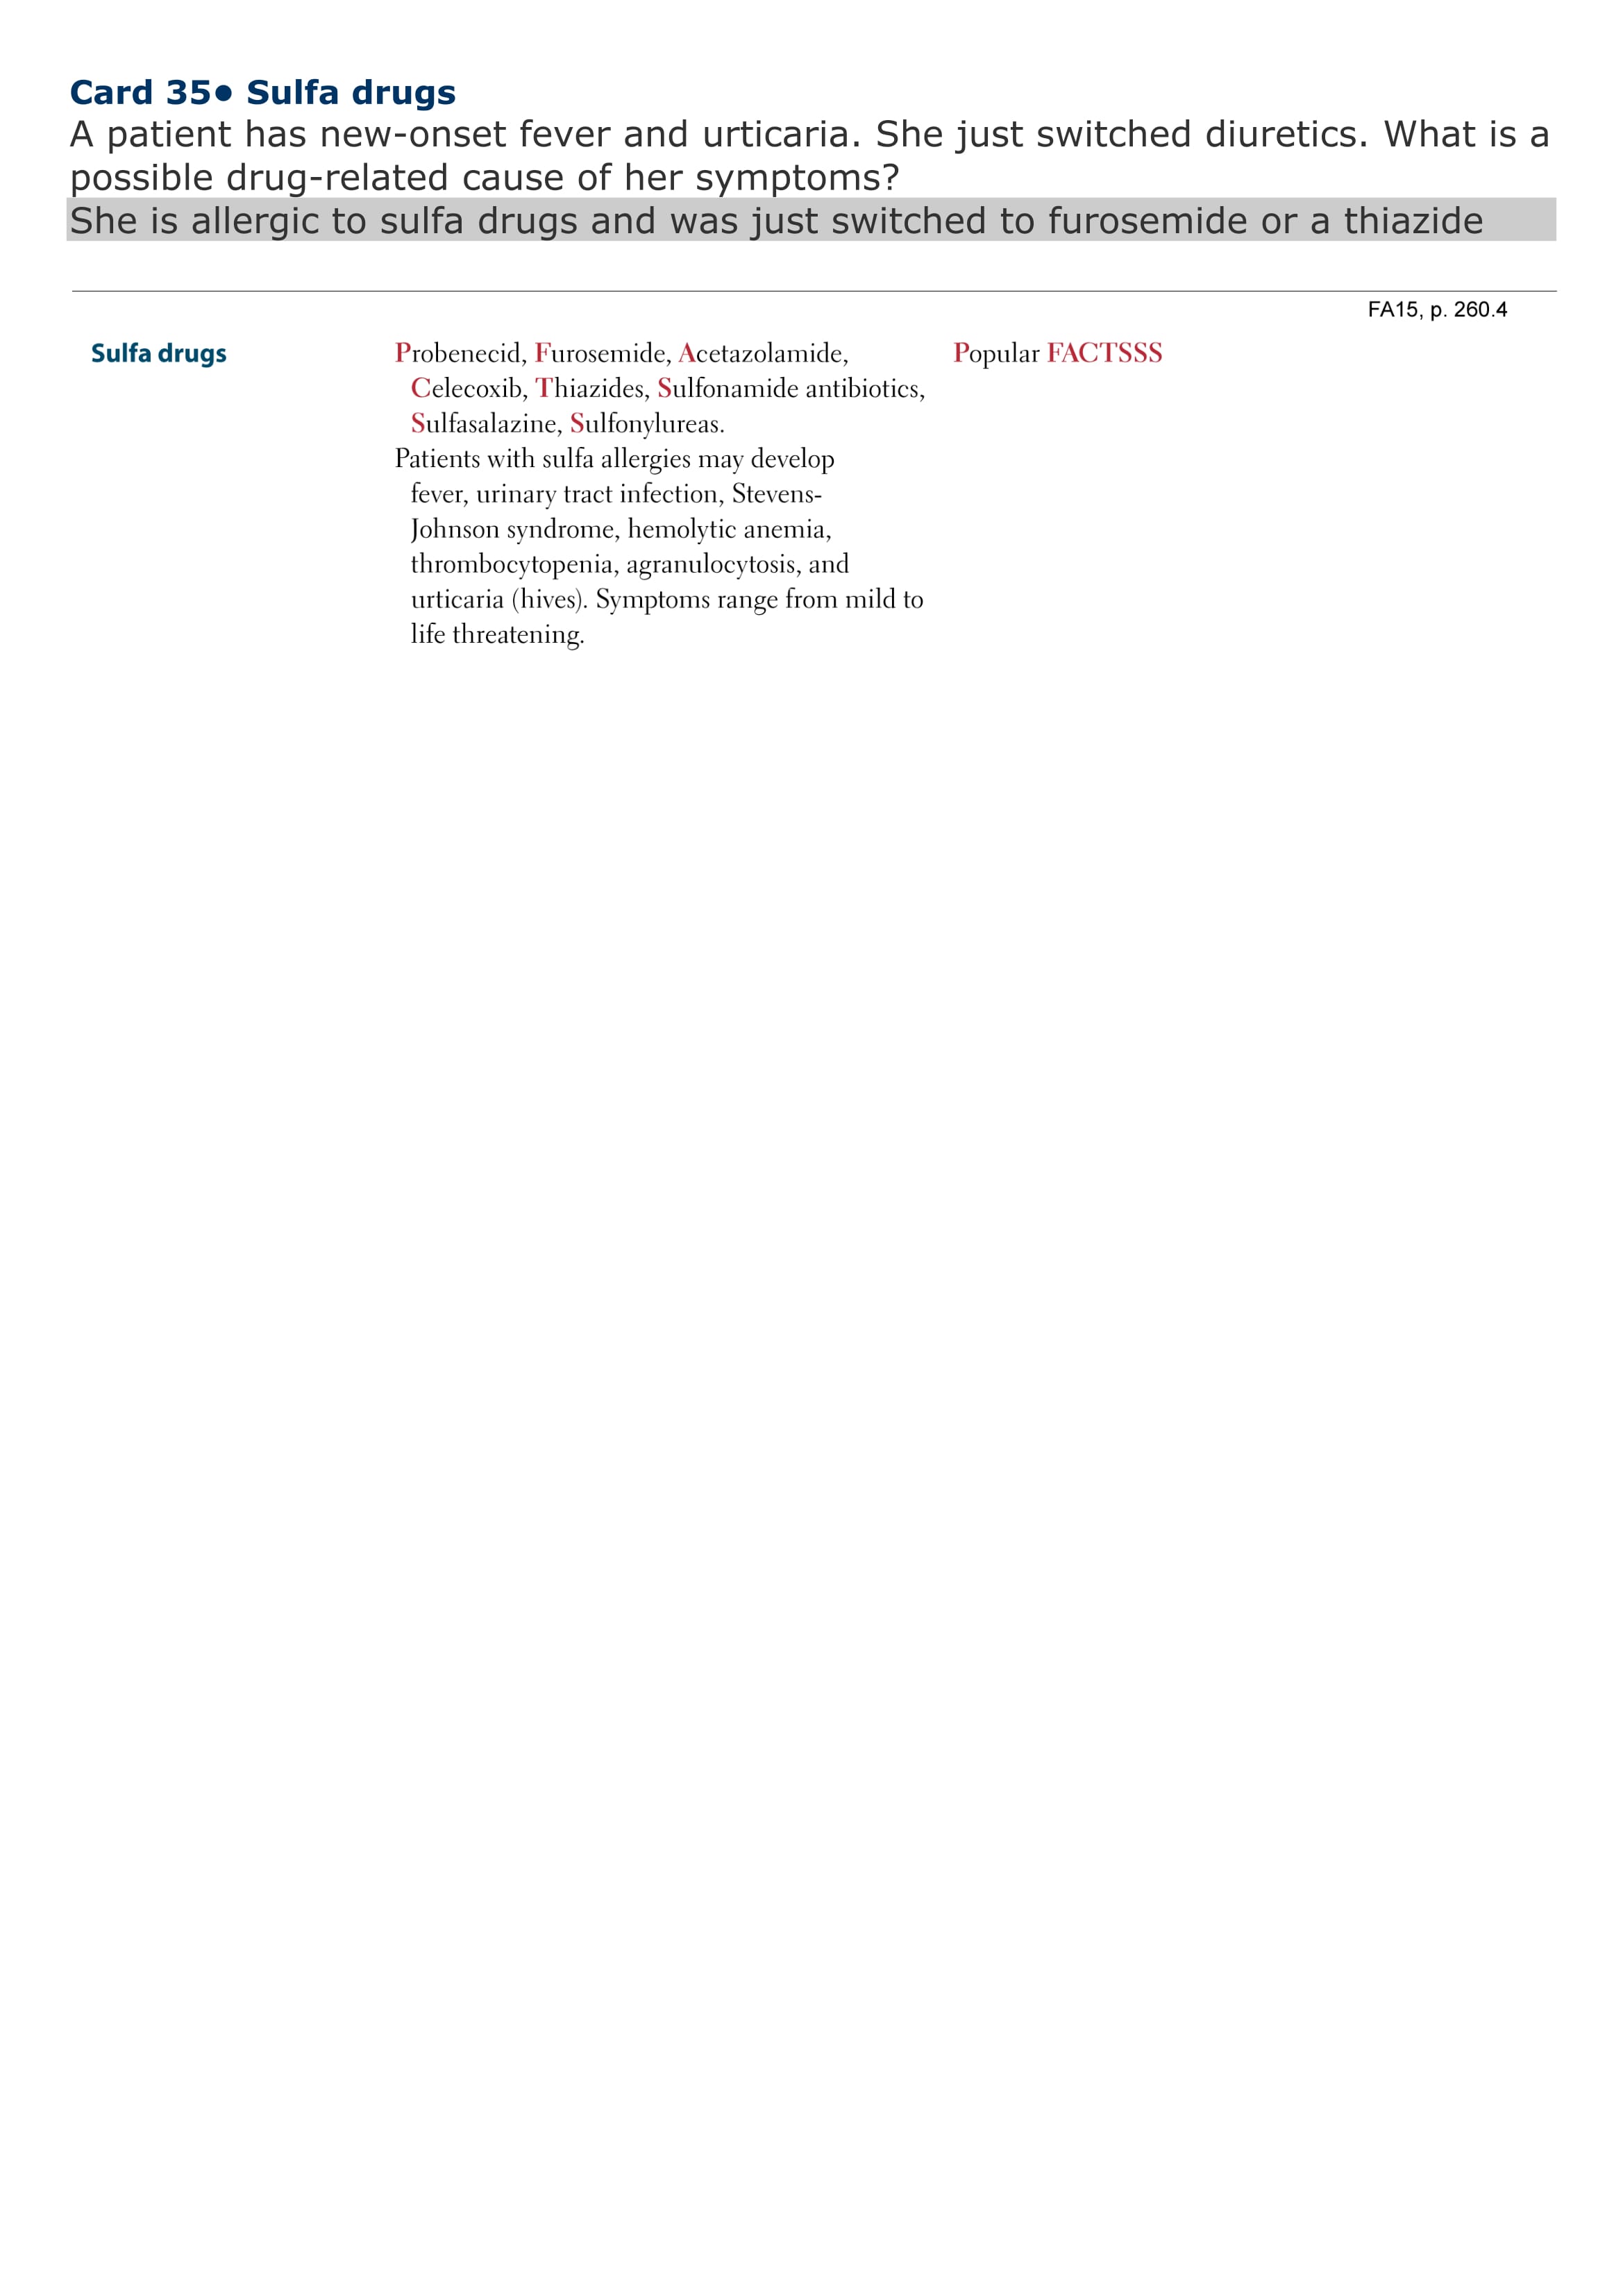 Card 35● Sulfa drugs
A patient has new-onset fever and urticaria. She just switched diuretics. What is a
possible drug-related cause of her symptoms?
She is allergic to sulfa drugs and was just switched to furosemide or a thiazide
FA15, p. 260.4
Sulfa drugs
Probenecid, Furosemide, Acetazolamide,
Celecoxib, Thiazides, Sulfonamide antibiotics,
Sulfasalazine, Sulfonylureas.
Patients with sulfa allergies may develop
fever, urinary tract infection, Stevens-
Johnson syndrome, hemolytic anemia,
thrombocytopenia, agranulocytosis, and
urticaria (hives). Symptoms range from mild to
life threatening.
Popular FACTSSS